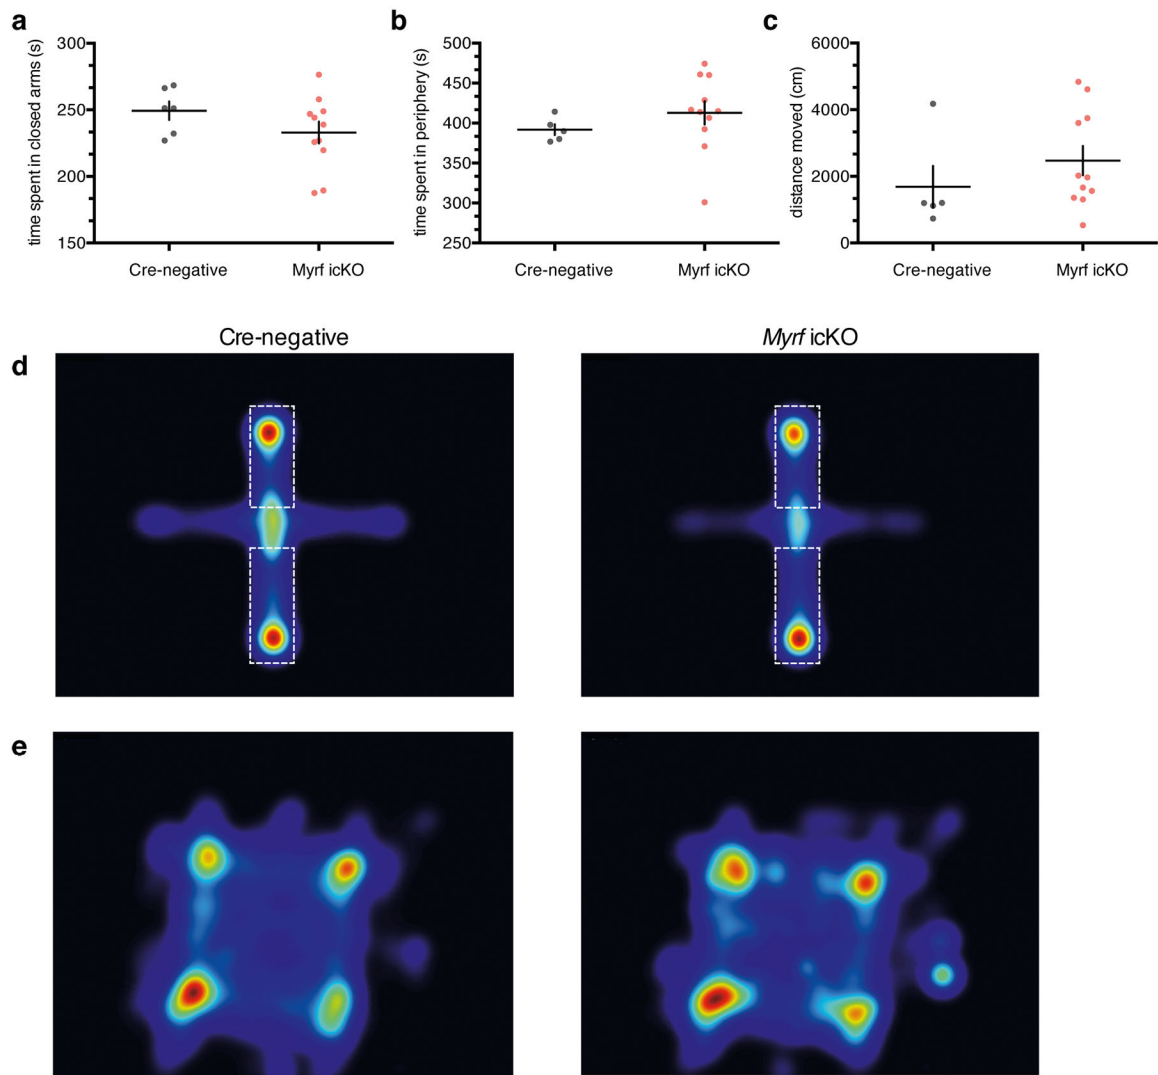 a
time spent in closed arms (s)
300
250
200
150
Cre-negative
Myrf icKO
b
time spent in periphery (s)
500
450
400
350
300
250
Cre-negative
Myrf icKO
c
distance moved (cm)
6000
4000
2000
0
Cre-negative
Myrf icKO
Cre-negative
Myrf icKO
d
e